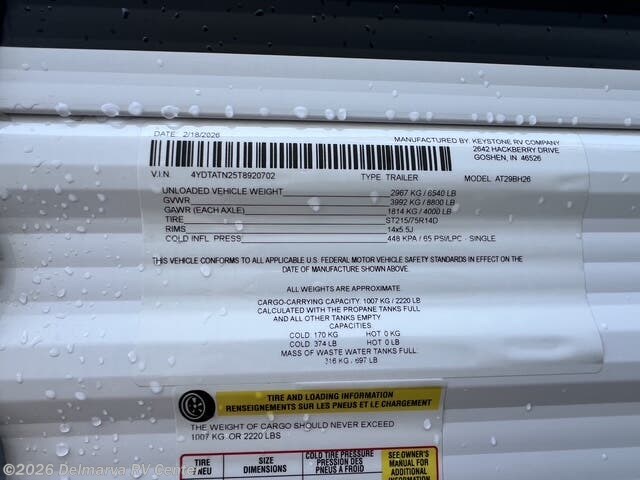 DATE: 2/18/2026
MANUFACTURED BY: KEYSTONE RV COMPANY
2642 HACKBERRY DRIVE
GOSHEN, IN 46526
V.I.N. 4YDTATN25T8920702 TYPE TRAILER MODEL: AT29BH26
UNLOADED VEHICLE WEIGHT 2967 KG / 6540 LB
GVWR 3992 KG / 8800 LB
GAWR (EACH AXLE) 1814 KG / 4000 LB
TIRE ST215/75R14D
RIMS 14x5.5J
COLD INFL. PRESS 448 KPA / 65 PSI/LPC - SINGLE
THIS VEHICLE CONFORMS TO ALL APPLICABLE U.S. FEDERAL MOTOR VEHICLE SAFETY STANDARDS IN EFFECT ON THE
DATE OF MANUFACTURE SHOWN ABOVE.
ALL WEIGHTS ARE APPROXIMATE.
CARGO-CARRYING CAPACITY: 1007 KG / 2220 LB
CALCULATED WITH THE PROPANE TANKS FULL
AND ALL OTHER TANKS EMPTY
CAPACITIES:
COLD: 170 KG HOT: 0 KG
COLD: 374 LB HOT: 0 LB
MASS OF WASTE WATER TANKS FULL:
316 KG / 697 LB
TIRE AND LOADING INFORMATION
RENSEIGNEMENTS SUR LES PNEUS ET LE CHARGEMENT
THE WEIGHT OF CARGO SHOULD NEVER EXCEED
1007 KG OR 2220 LBS
TIRE
PNEU
SIZE
DIMENSIONS
COLD TIRE PRESSURE
PRESSION DES
PNEUS A FROID
SEE OWNER'S
MANUAL FOR
ADDITIONAL
INFORMATION
©2026 Delmarva RV Center